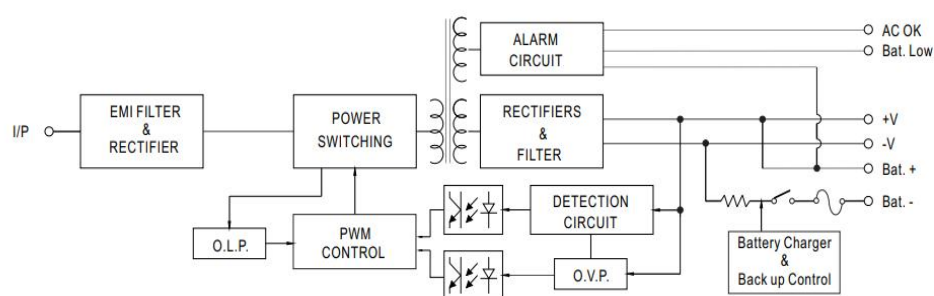 ALARM
CIRCUIT
AC OK
Bat. Low
I/P
EMI FILTER
&
RECTIFIER
POWER
SWITCHING
RECTIFIERS
&
FILTER
+V
-V
Bat. +
Bat. -
O.L.P.
PWM
CONTROL
DETECTION
CIRCUIT
O.V.P.
Battery Charger
&
Back up Control